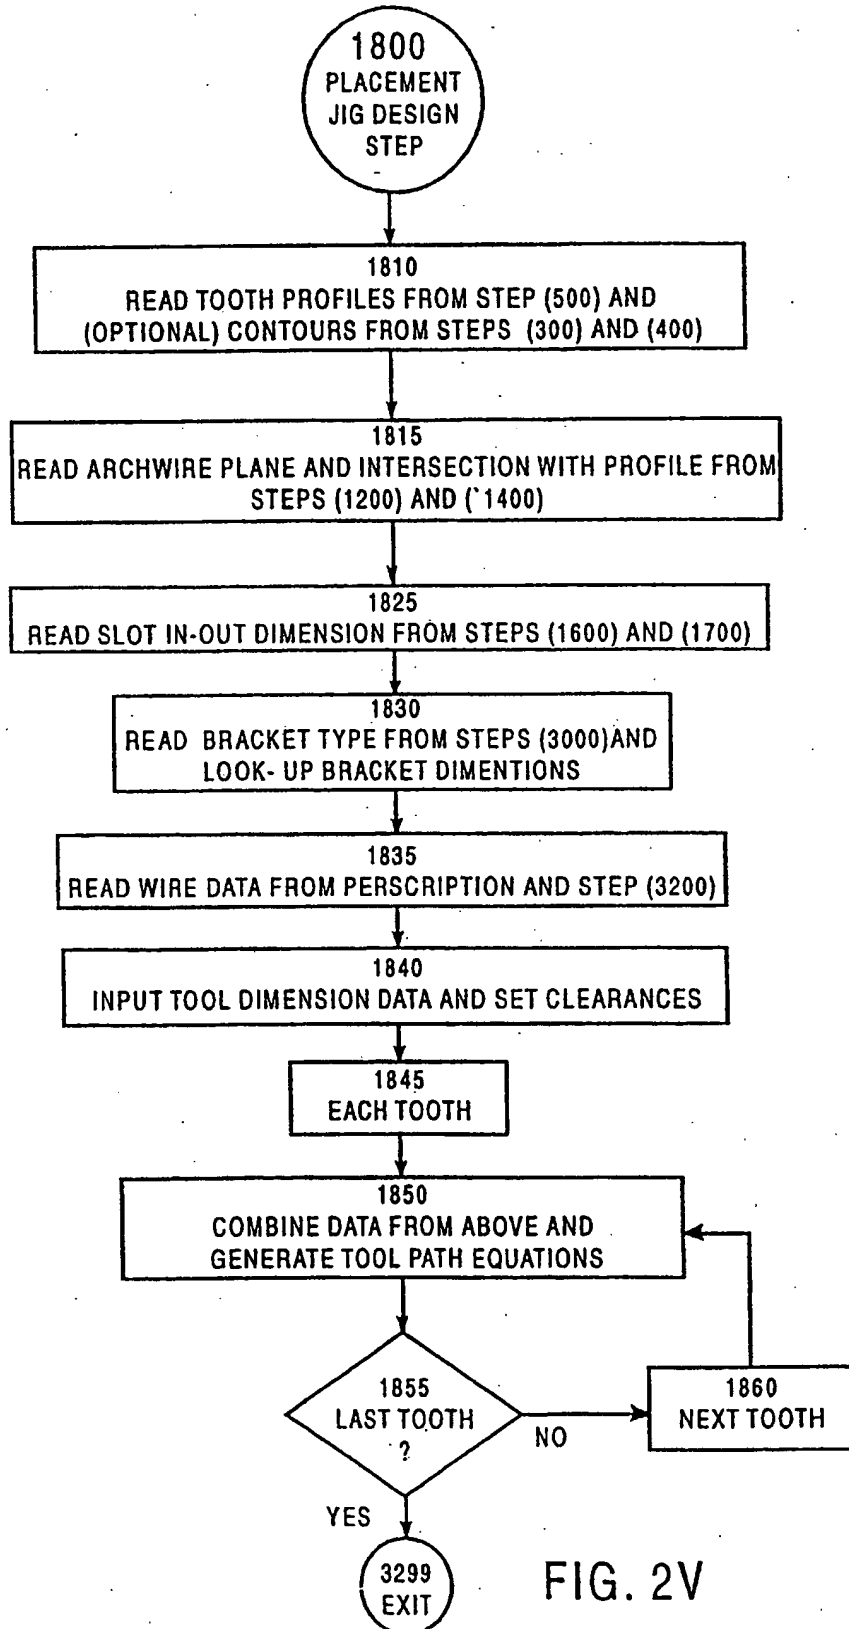 1800
PLACEMENT
JIG DESIGN
STEP
1810
READ TOOTH PROFILES FROM STEP (500) AND
(OPTIONAL) CONTOURS FROM STEPS (300) AND (400)
1815
READ ARCHWIRE PLANE AND INTERSECTION WITH PROFILE FROM
STEPS (1200) AND (`1400)
1825
READ SLOT IN-OUT DIMENSION FROM STEPS (1600) AND (1700)
1830
READ BRACKET TYPE FROM STEPS (3000)AND
LOOK- UP BRACKET DIMENTIONS
1835
READ WIRE DATA FROM PERSCRIPTION AND STEP (3200)
1840
INPUT TOOL DIMENSION DATA AND SET CLEARANCES
1845
EACH TOOTH
1850
COMBINE DATA FROM ABOVE AND
GENERATE TOOL PATH EQUATIONS
1855
LAST TOOTH
?
NO
1860
NEXT TOOTH
YES
3299
EXIT
FIG. 2V